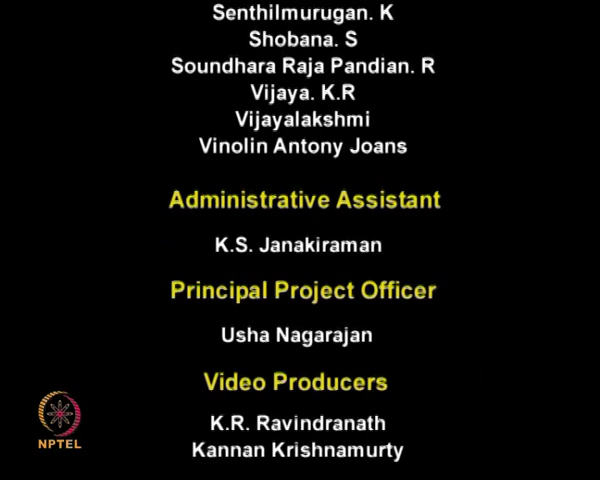 Senthilmurugan. K
Shobana. S
Soundhara Raja Pandian. R
Vijaya. K.R
Vijayalakshmi
Vinolin Antony Joans
Administrative Assistant
K.S. Janakiraman
Principal Project Officer
Usha Nagarajan
Video Producers
K.R. Ravindranath
Kannan Krishnamurty
NPTEL